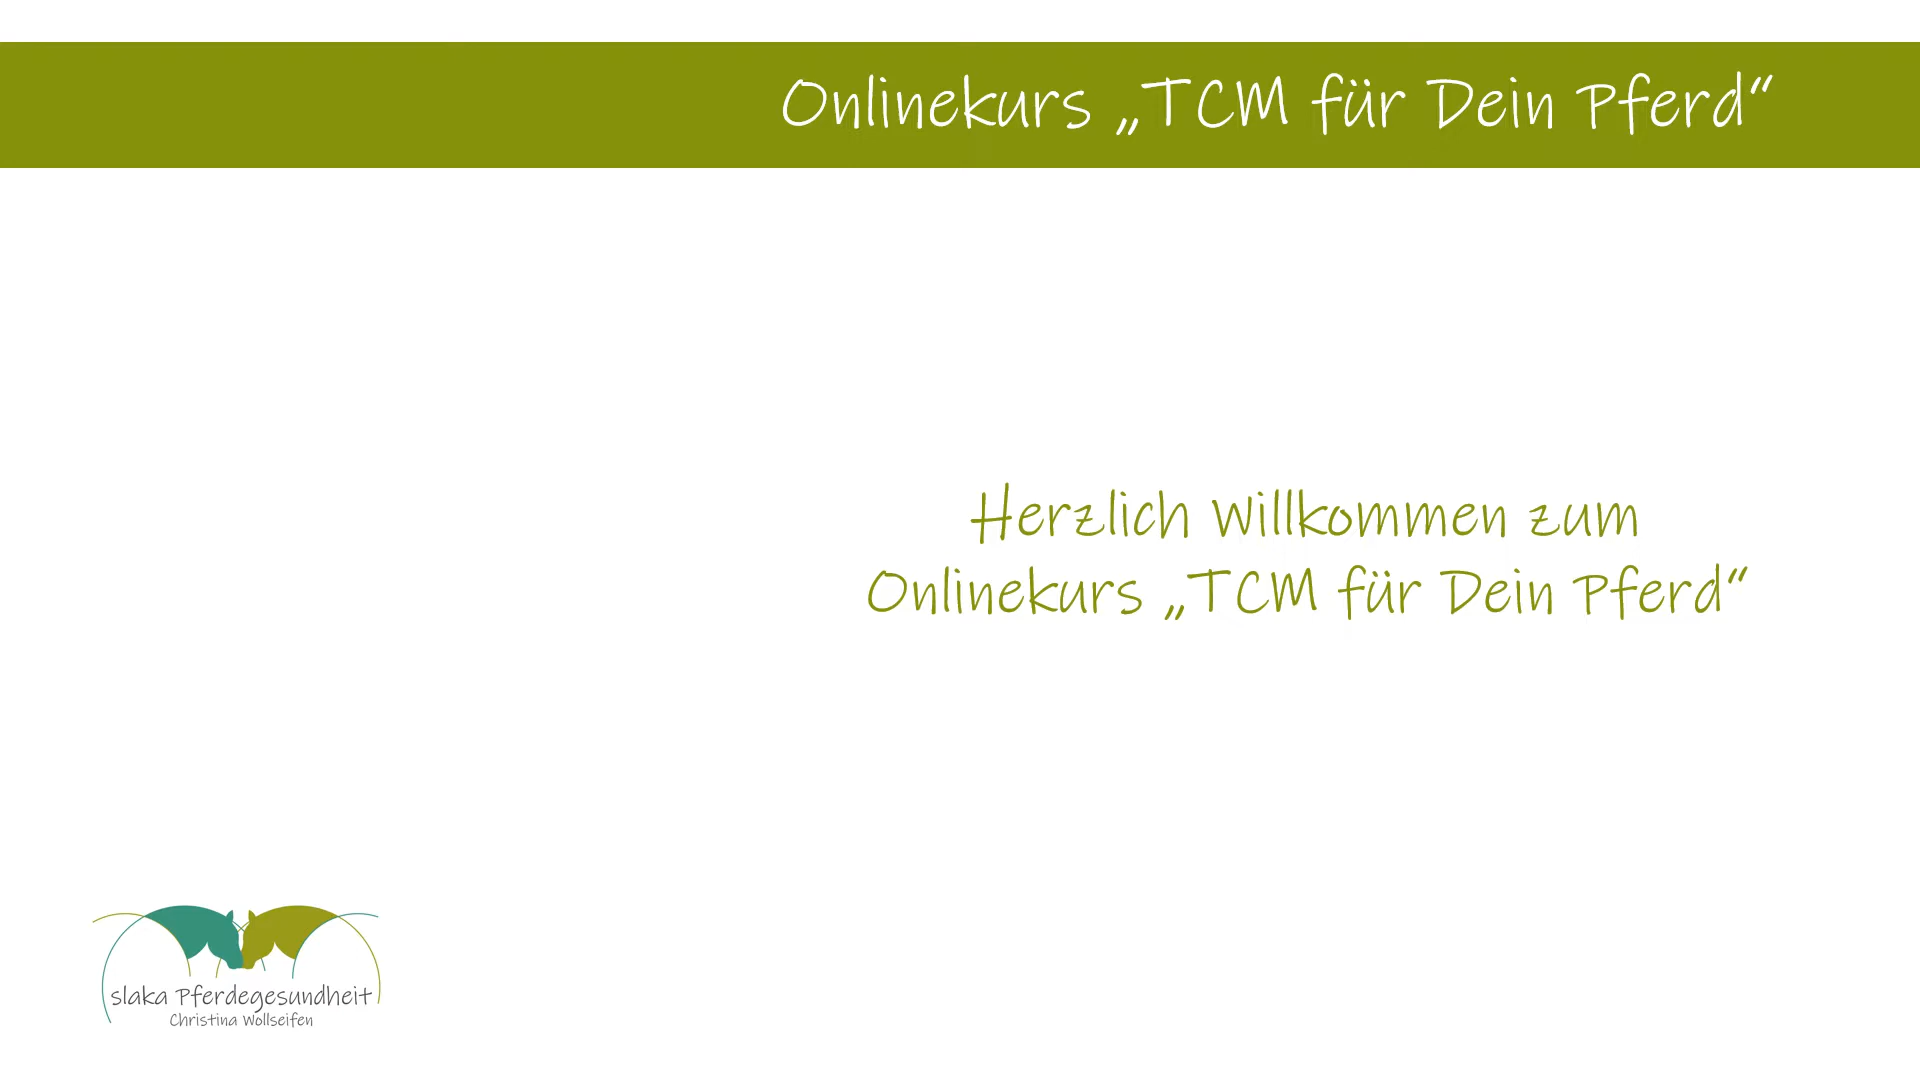 Onlinekurs „TCM für Dein Pferd“
Herzlich Willkommen zum
Onlinekurs „TCM für Dein Pferd“
slaka Pferdegesundheit
Christina Wollseifen